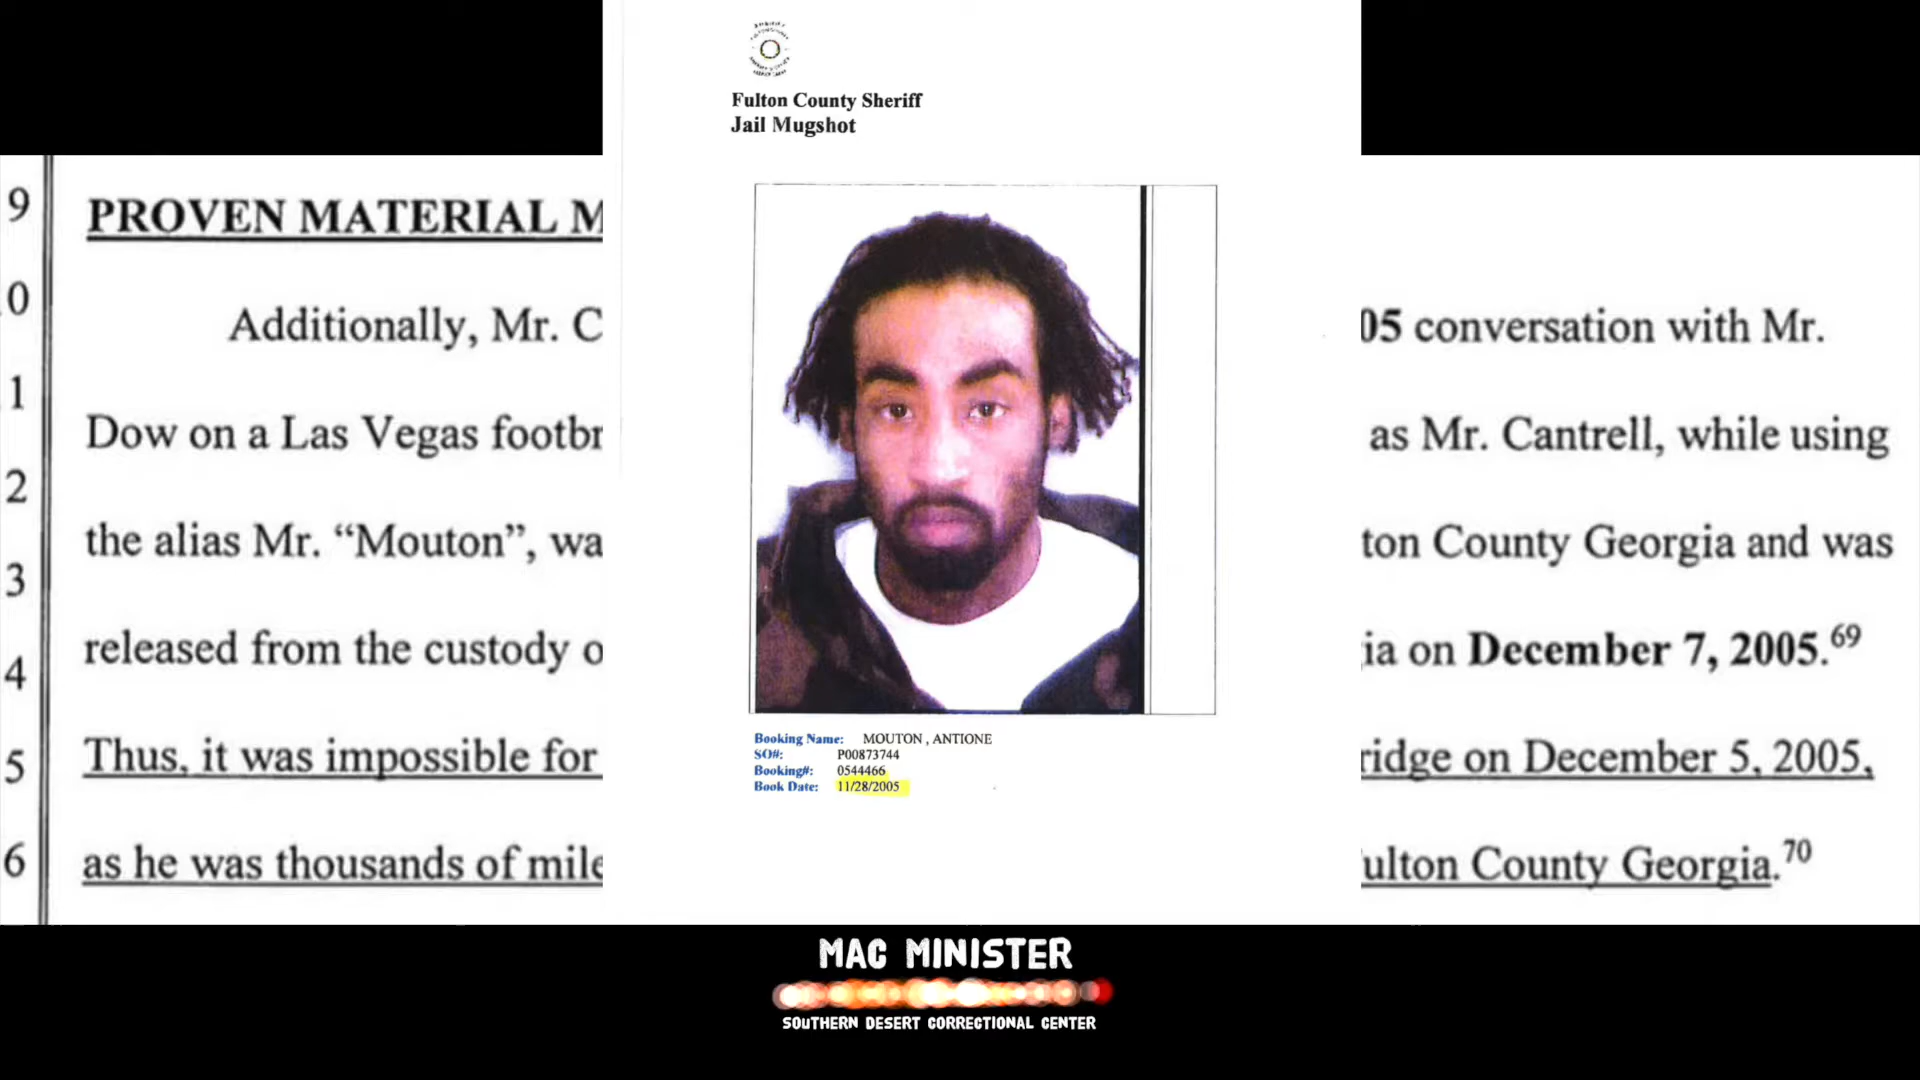 Fulton County Sheriff
Jail Mugshot
9 PROVEN MATERIAL M
0 Additionally, Mr. C
05 conversation with Mr.
1 Dow on a Las Vegas footbr
as Mr. Cantrell, while using
2 the alias Mr. “Mouton”, wa
ton County Georgia and was
3 released from the custody o
ia on December 7, 2005.69
4 Thus, it was impossible for
ridge on December 5, 2005,
5 as he was thousands of mile
ulton County Georgia.70
6
Booking Name: MOUTON , ANTIONE
SO#: P00873744
Booking#: 0544466
Book Date: 11/28/2005
MAC MINISTER
SOUTHERN DESERT CORRECTIONAL CENTER